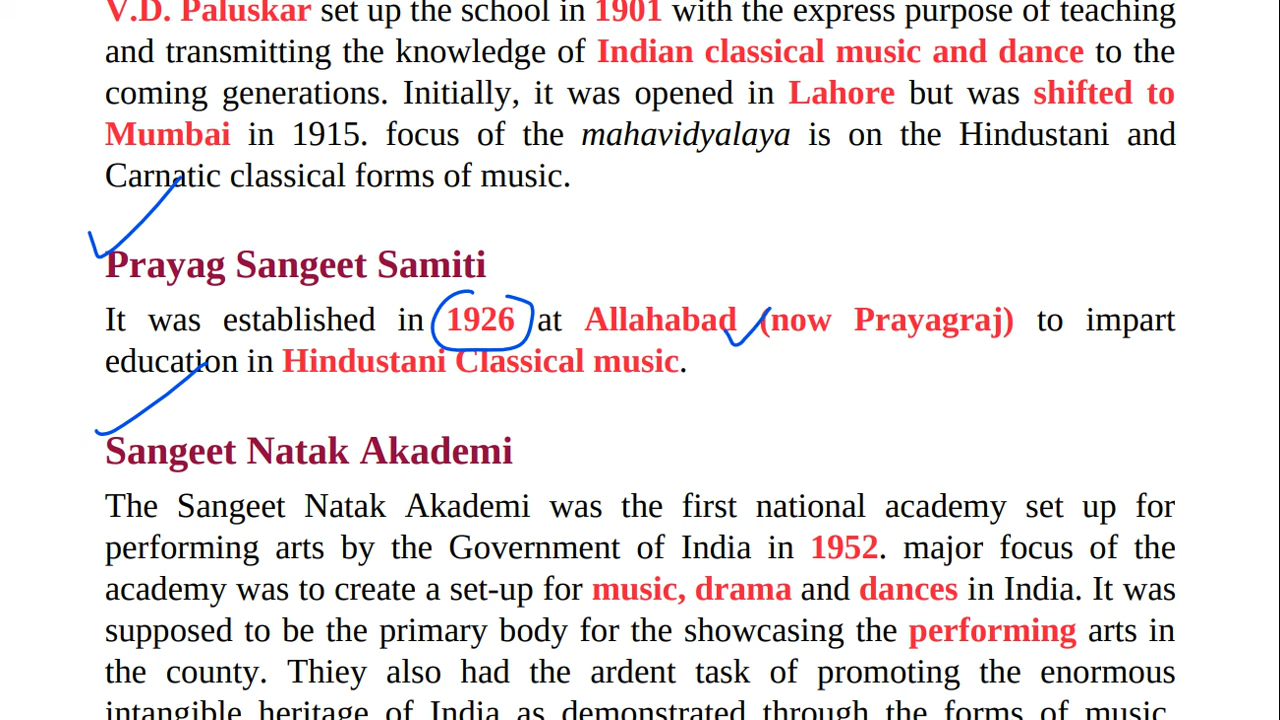 V.D. Paluskar set up the school in 1901 with the express purpose of teaching
and transmitting the knowledge of Indian classical music and dance to the
coming generations. Initially, it was opened in Lahore but was shifted to
Mumbai in 1915. focus of the mahavidyalaya is on the Hindustani and
Carnatic classical forms of music.
Prayag Sangeet Samiti
It was established in 1926 at Allahabad (now Prayagraj) to impart
education in Hindustani Classical music.
Sangeet Natak Akademi
The Sangeet Natak Akademi was the first national academy set up for
performing arts by the Government of India in 1952. major focus of the
academy was to create a set-up for music, drama and dances in India. It was
supposed to be the primary body for the showcasing the performing arts in
the county. Thiey also had the ardent task of promoting the enormous
intangible heritage of India as demonstrated through the forms of music,